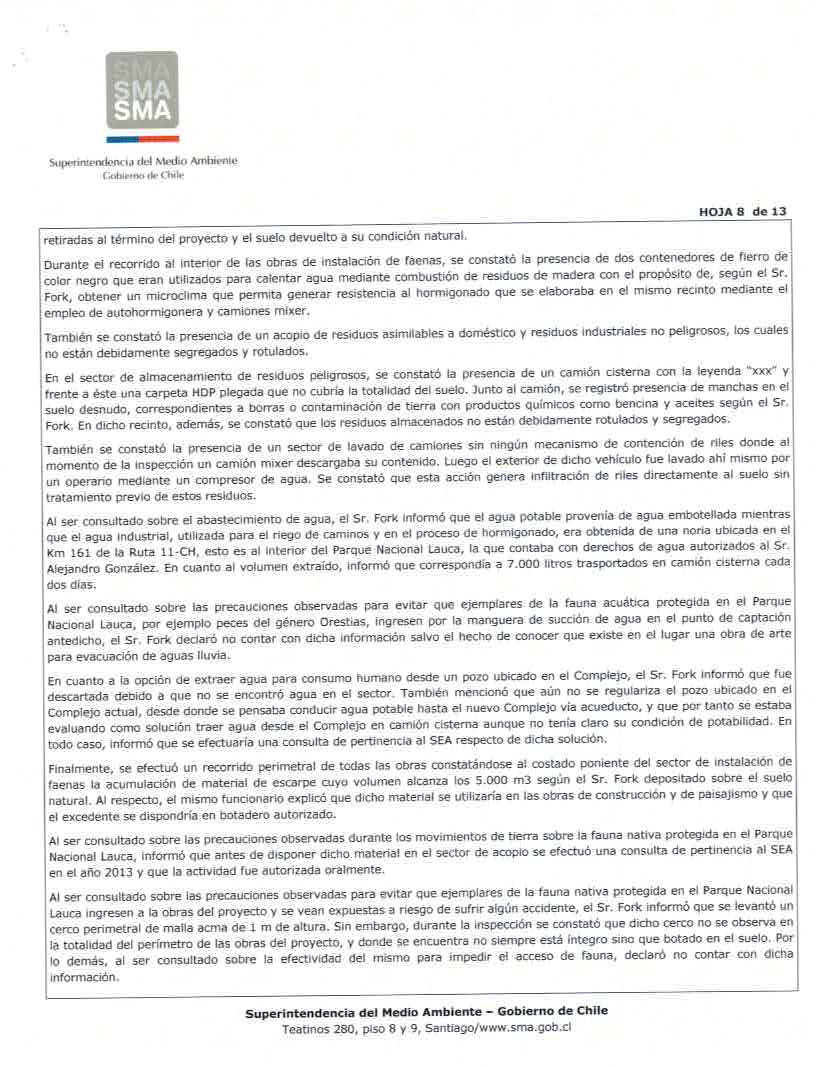 SMA
SMA
SMA
Superintendencia del Medio Ambiente
Gobierno de Chile
HOJA 8 de 13
retiradas al término del proyecto y el suelo devuelto a su condición natural.
Durante el recorrido al interior de las obras de instalación de faenas, se constató la presencia de dos contenedores de fierro de
color negro que eran utilizados para calentar agua mediante combustión de residuos de madera con el propósito de, según el Sr.
Fork, obtener un microclima que permita generar resistencia al hormigonado que se elaboraba en el mismo recinto mediante el
empleo de autohormigonera y camiones mixer.
También se constató la presencia de un acopio de residuos asimilables a doméstico y residuos industriales no peligrosos, los cuales
no están debidamente segregados y rotulados.
En el sector de almacenamiento de residuos peligrosos, se constató la presencia de un camión cisterna con la leyenda "xxx" y
frente a éste una carpeta HDP plegada que no cubría la totalidad del suelo. Junto al camión, se registró presencia de manchas en el
suelo desnudo, correspondientes a borras o contaminación de tierra con productos químicos como bencina y aceites según el Sr.
Fork. En dicho recinto, además, se constató que los residuos almacenados no están debidamente rotulados y segregados.
También se constató la presencia de un sector de lavado de camiones sin ningún mecanismo de contención de riles donde al
momento de la inspección un camión mixer descargaba su contenido. Luego el exterior de dicho vehículo fue lavado ahí mismo por
un operario mediante un compresor de agua. Se constató que esta acción genera infiltración de riles directamente al suelo sin
tratamiento previo de estos residuos.
Al ser consultado sobre el abastecimiento de agua, el Sr. Fork informó que el agua potable provenía de agua embotellada mientras
que el agua industrial, utilizada para el riego de caminos y en el proceso de hormigonado, era obtenida de una noria ubicada en el
Km 161 de la Ruta 11-CH, esto es al interior del Parque Nacional Lauca, la que contaba con derechos de agua autorizados al Sr.
Alejandro González. En cuanto al volumen extraído, informó que correspondía a 7.000 litros trasportados en camión cisterna cada
dos días.
Al ser consultado sobre las precauciones observadas para evitar que ejemplares de la fauna acuática protegida en el Parque
Nacional Lauca, por ejemplo peces del género Orestias, ingresen por la manguera de succión de agua en el punto de captación
antedicho, el Sr. Fork declaró no contar con dicha información salvo el hecho de conocer que existe en el lugar una obra de arte
para evacuación de aguas lluvia.
En cuanto a la opción de extraer agua para consumo humano desde un pozo ubicado en el Complejo, el Sr. Fork informó que fue
descartada debido a que no se encontró agua en el sector. También mencionó que aún no se regulariza el pozo ubicado en el
Complejo actual, desde donde se pensaba conducir agua potable hasta el nuevo Complejo vía acueducto, y que por tanto se estaba
evaluando como solución traer agua desde el Complejo en camión cisterna aunque no tenía claro su condición de potabilidad. En
todo caso, informó que se efectuaría una consulta de pertinencia al SEA respecto de dicha solución.
Finalmente, se efectuó un recorrido perimetral de todas las obras constatándose al costado poniente del sector de instalación de
faenas la acumulación de material de escarpe cuyo volumen alcanza los 5.000 m3 según el Sr. Fork depositado sobre el suelo
natural. Al respecto, el mismo funcionario explicó que dicho material se utilizaría en las obras de construcción y de paisajismo y que
el excedente se dispondría en botadero autorizado.
Al ser consultado sobre las precauciones observadas durante los movimientos de tierra sobre la fauna nativa protegida en el Parque
Nacional Lauca, informó que antes de disponer dicho material en el sector de acopio se efectuó una consulta de pertinencia al SEA
en el año 2013 y que la actividad fue autorizada oralmente.
Al ser consultado sobre las precauciones observadas para evitar que ejemplares de la fauna nativa protegida en el Parque Nacional
Lauca ingresen a la obras del proyecto y se vean expuestas a riesgo de sufrir algún accidente, el Sr. Fork informó que se levantó un
cerco perimetral de malla acma de 1 m de altura. Sin embargo, durante la inspección se constató que dicho cerco no se observa en
la totalidad del perímetro de las obras del proyecto, y donde se encuentra no siempre está íntegro sino que botado en el suelo. Por
lo demás, al ser consultado sobre la efectividad del mismo para impedir el acceso de fauna, declaró no contar con dicha
información.
Superintendencia del Medio Ambiente – Gobierno de Chile
Teatinos 280, piso 8 y 9, Santiago/www.sma.gob.cl